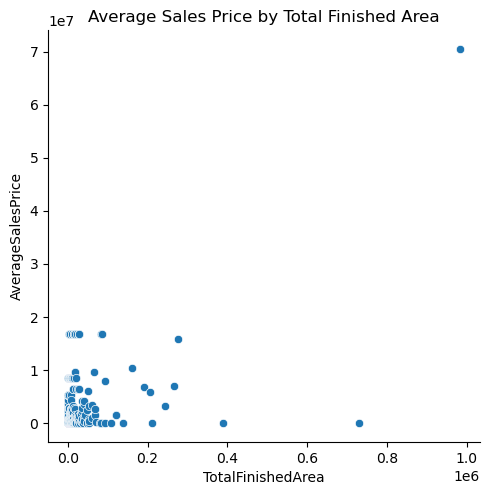 Average Sales Price by Total Finished Area
1e7
7
6
5
4
3
2
1
0
AverageSalesPrice
0.0 0.2 0.4 0.6 0.8 1.0
1e6
TotalFinishedArea